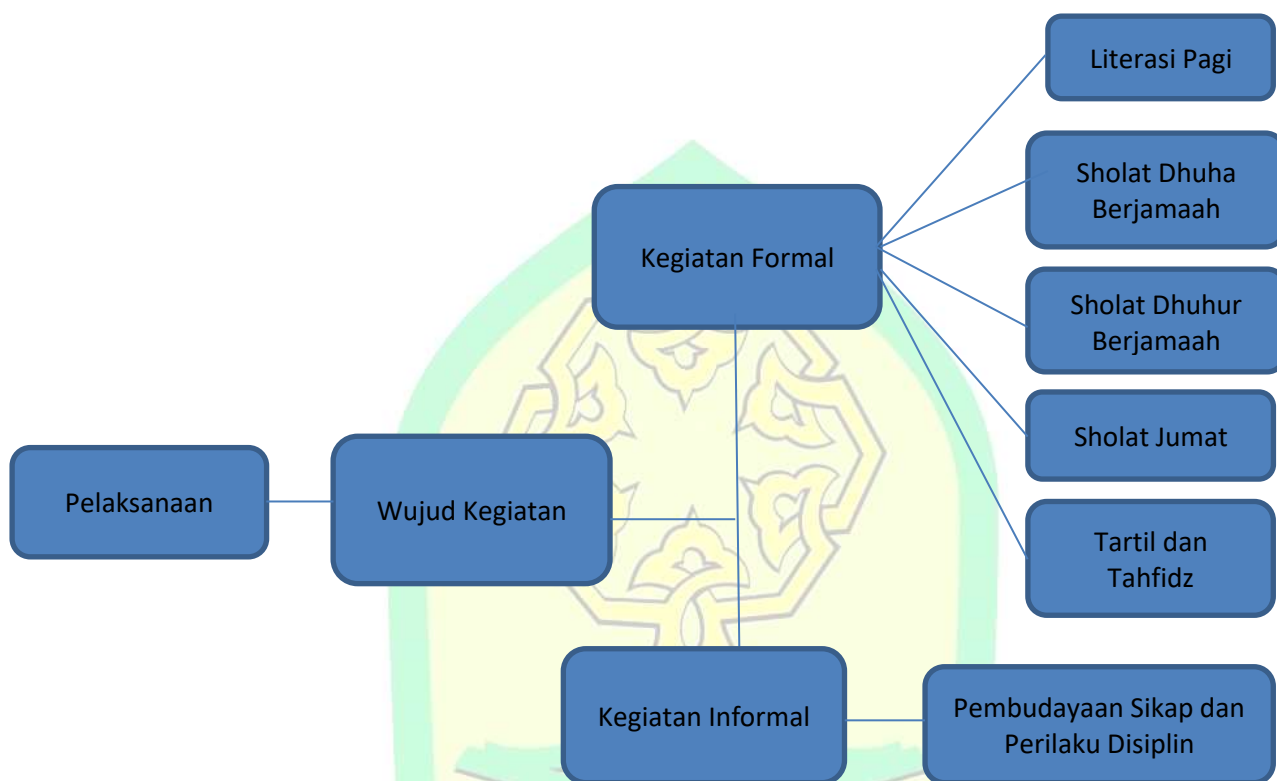 Literasi Pagi
Sholat Dhuha
Berjamaah
Kegiatan Formal
Sholat Dhuhur
Berjamaah
Sholat Jumat
Pelaksanaan
Wujud Kegiatan
Tartil dan
Tahfidz
Kegiatan Informal
Pembudayaan Sikap dan
Perilaku Disiplin